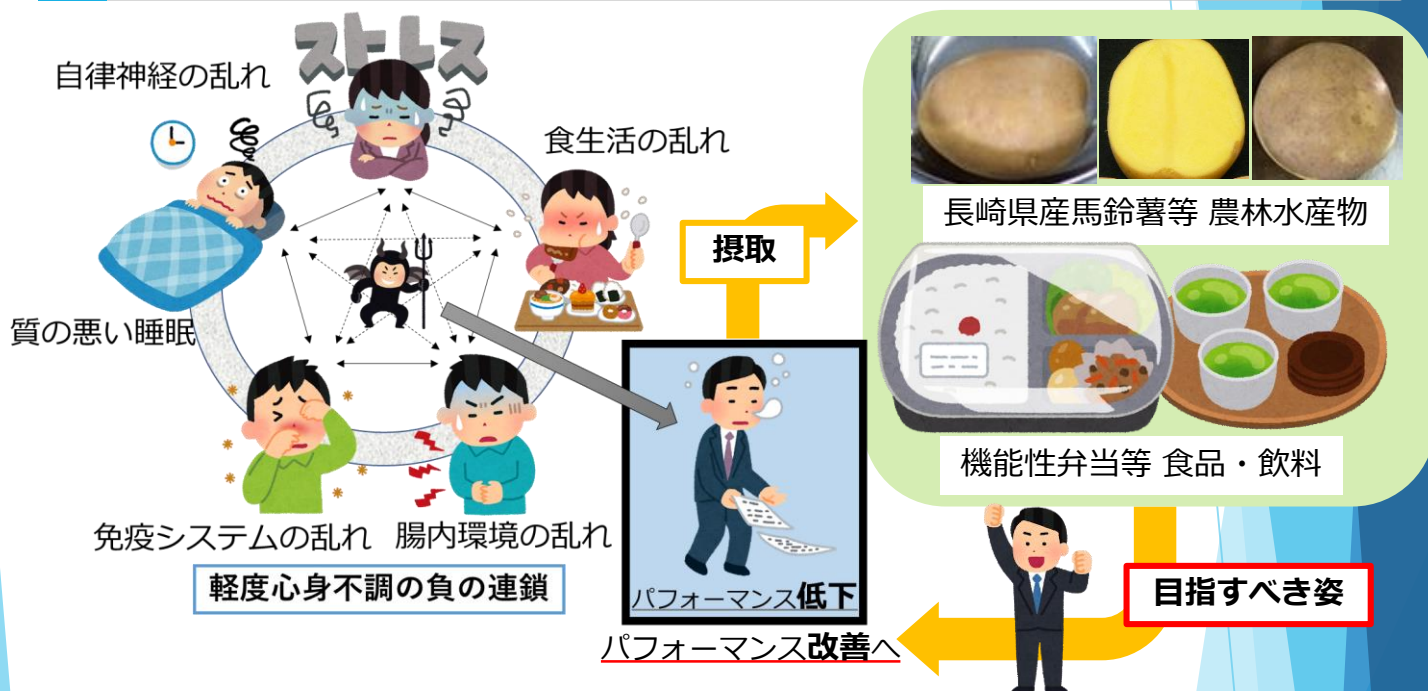 ストレス
自律神経の乱れ
食生活の乱れ
質の悪い睡眠
免疫システムの乱れ
腸内環境の乱れ
軽度心身不調の負の連鎖
摂取
長崎県産馬鈴薯等 農林水産物
機能性弁当等 食品・飲料
パフォーマンス低下
パフォーマンス改善へ
目指すべき姿